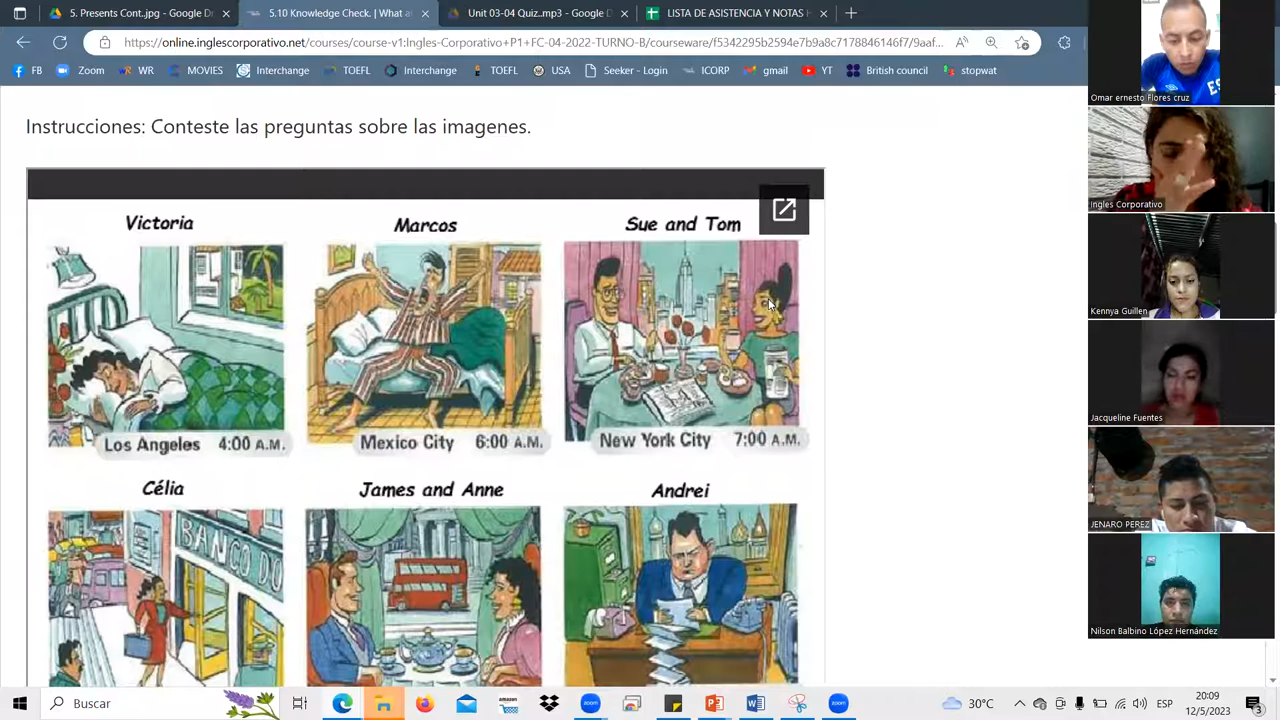 5. Presents Cont.jpg - Google D
5.10 Knowledge Check. | What a
Unit 03-04 Quiz.mp3 - Google D
LISTA DE ASISTENCIA Y NOTAS
https://online.inglescorporativo.net/courses/course-v1:Ingles-Corporativo+P1+FC-04-2022-TURNO-B/courseware/f5342295b2594e7b9a8c7178846146f7/9aaf...
FB
Zoom
WR
MOVIES
Interchange
TOEFL
Interchange
TOEFL
USA
Seeker - Login
ICORP
gmail
YT
British council
stopwat
Instrucciones: Conteste las preguntas sobre las imagenes.
Victoria
Marcos
Sue and Tom
Los Angeles 4:00 A.M.
Mexico City 6:00 A.M.
New York City 7:00 A.M.
Célia
James and Anne
Andrei
BANCO DO
Omar ernesto Flores cruz
Ingles Corporativo
Kennya Guillen
Jacqueline Fuentes
JENARO PEREZ
Nilson Balbino López Hernández
Buscar
30°C
ESP
20:09
12/5/2023
3